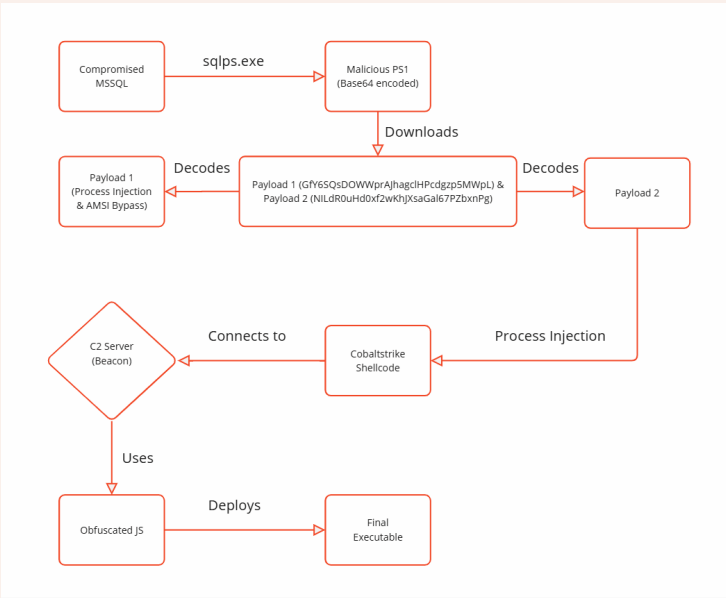 Compromised
MSSQL
sqlps.exe
Malicious PS1
(Base64 encoded)
Downloads
Payload 1
(Process Injection
& AMSI Bypass)
Decodes
Payload 1 (GfY6SQsDOWWprAJhagclHPcdgzp5MWpL) &
Payload 2 (NILdR0uHd0xf2wKhJXsaGal67PZbxnPg)
Decodes
Payload 2
C2 Server
(Beacon)
Connects to
Cobaltstrike
Shellcode
Process Injection
Uses
Obfuscated JS
Deploys
Final
Executable